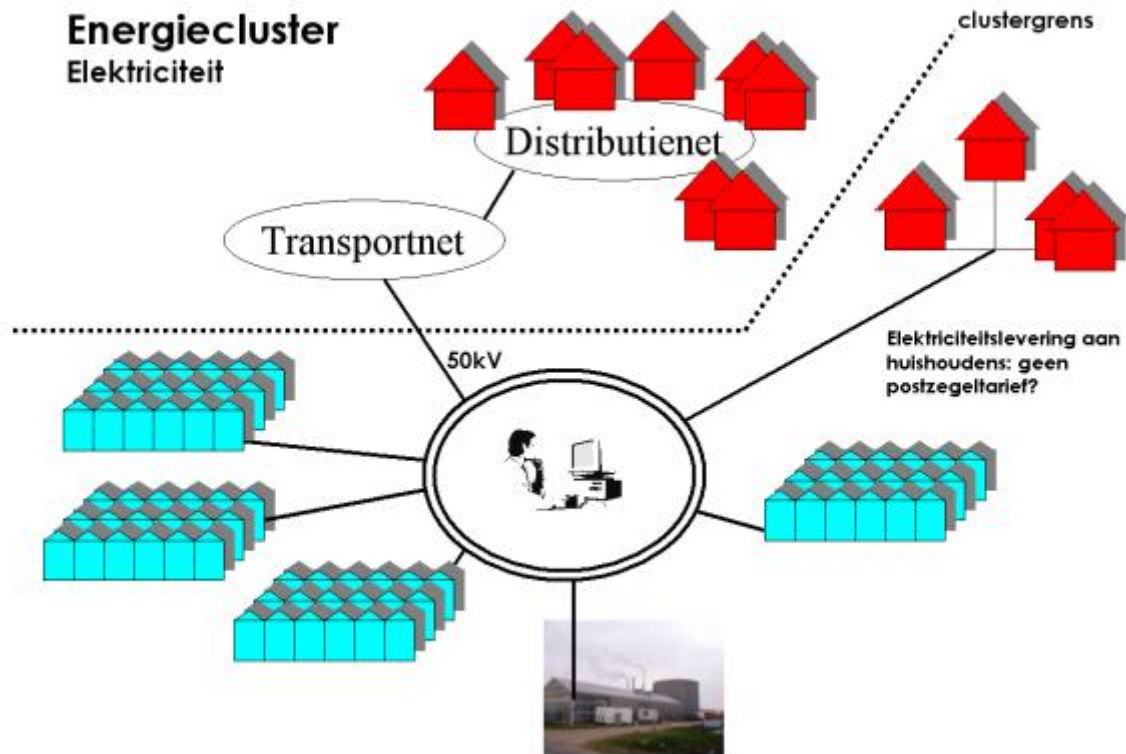 Energiecluster
Elektriciteit
clustergrens
Distributienet
Transportnet
50kV
Elektriciteitslevering aan
huishoudens: geen
postzegeltarief?